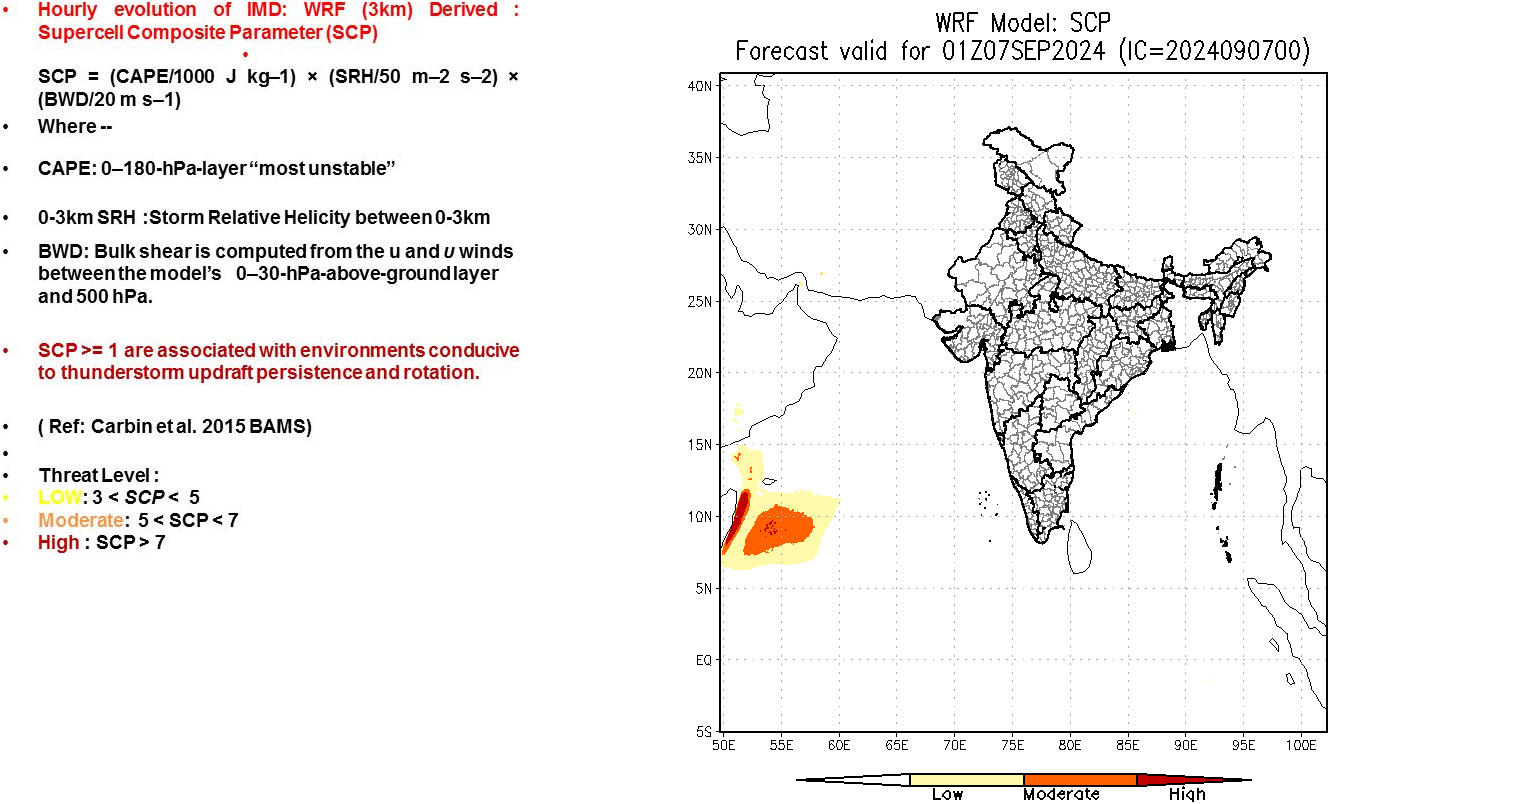 • Hourly evolution of IMD: WRF (3km) Derived :
Supercell Composite Parameter (SCP)
•
SCP = (CAPE/1000 J kg–1) × (SRH/50 m–2 s–2) ×
(BWD/20 m s–1)
• Where --
• CAPE: 0–180-hPa-layer “most unstable”
• 0-3km SRH :Storm Relative Helicity between 0-3km
• BWD: Bulk shear is computed from the u and υ winds
between the model’s 0–30-hPa-above-ground layer
and 500 hPa.
• SCP >= 1 are associated with environments conducive
to thunderstorm updraft persistence and rotation.
• ( Ref: Carbin et al. 2015 BAMS)
•
• Threat Level :
• LOW: 3 < SCP < 5
• Moderate: 5 < SCP < 7
• High : SCP > 7
WRF Model: SCP
Forecast valid for 01Z07SEP2024 (IC=2024090700)
40N
35N
30N
25N
20N
15N
10N
5N
EQ
5S
50E 55E 60E 65E 70E 75E 80E 85E 90E 95E 100E
Low Moderate High